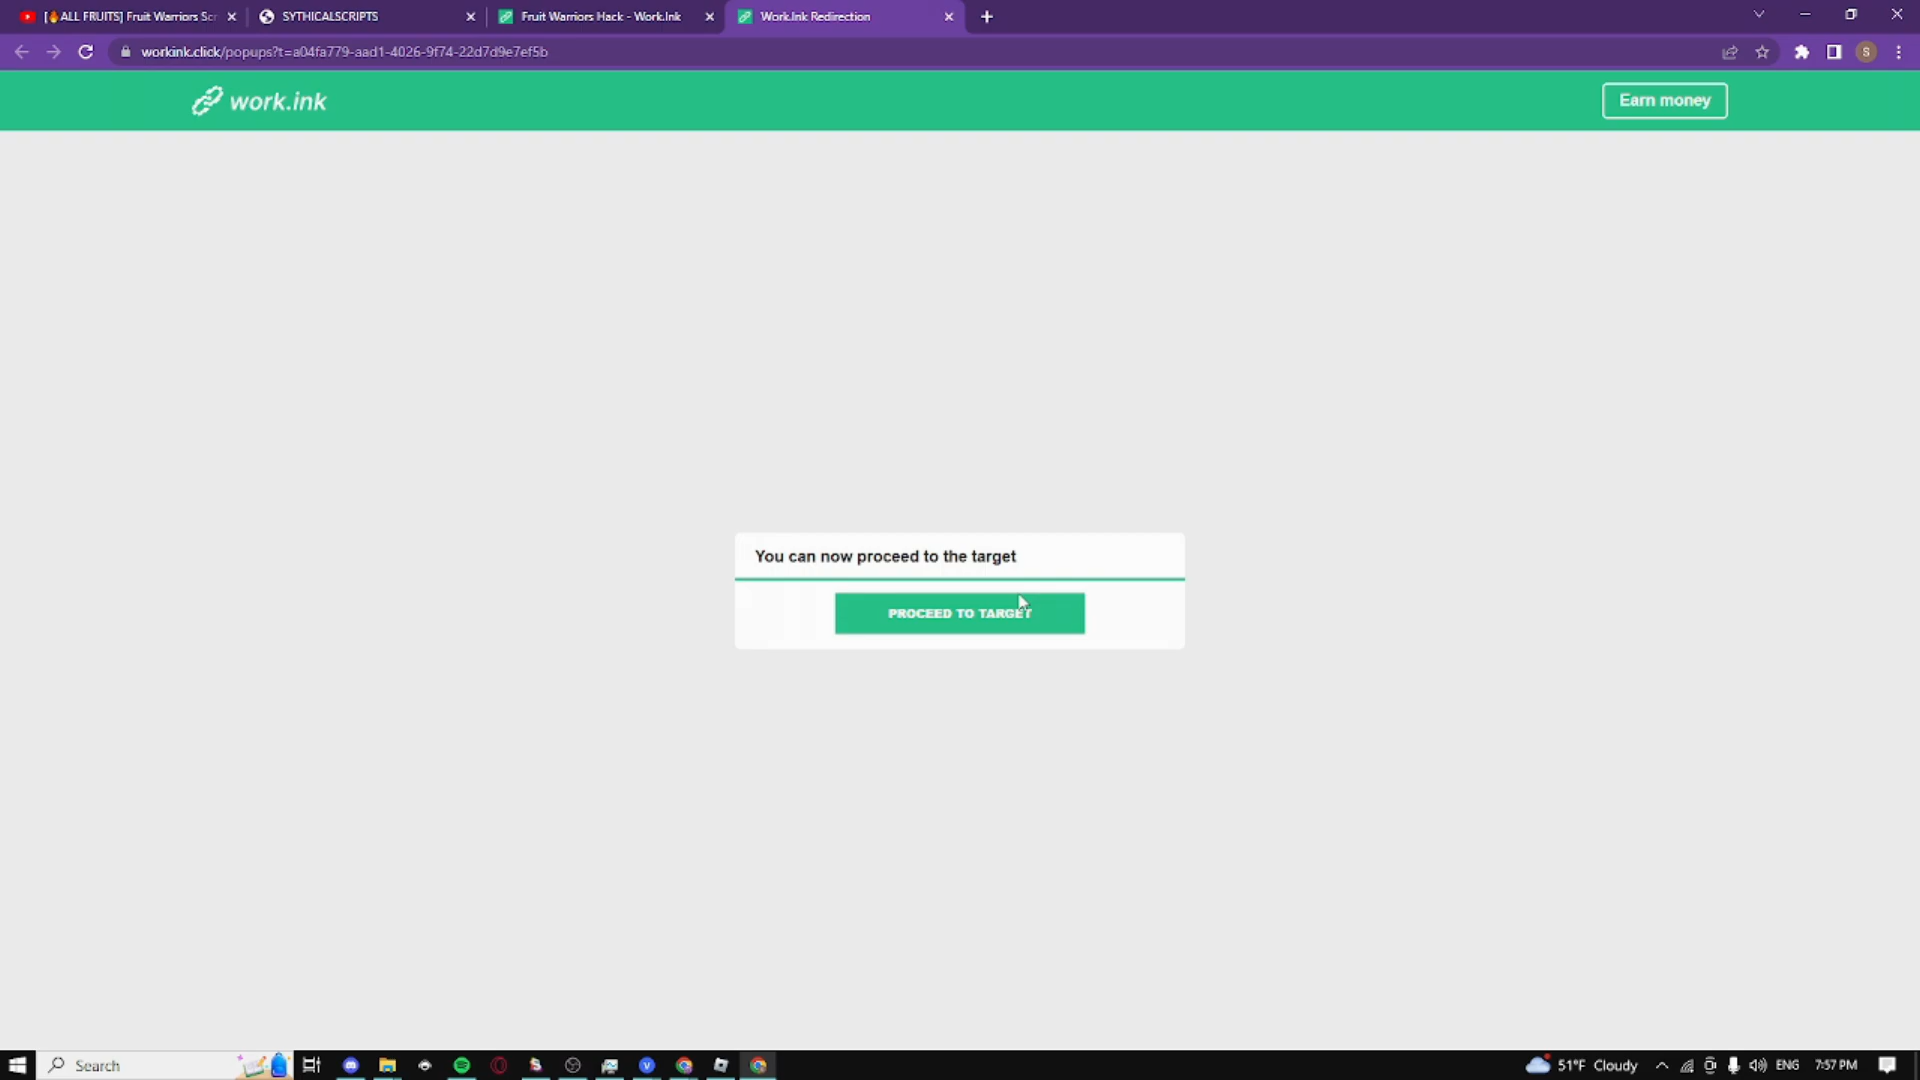 [🔥ALL FRUITS] Fruit Warriors Scr
SYTHICALSCRIPTS
Fruit Warriors Hack - Work.Ink
Work.Ink Redirection
workink.click/popups?t=a04fa779-aad1-4026-9f74-22d7d9e7ef5b
S
work.ink
Earn money
You can now proceed to the target
PROCEED TO TARGET
Search
51°F Cloudy
ENG
7:57 PM